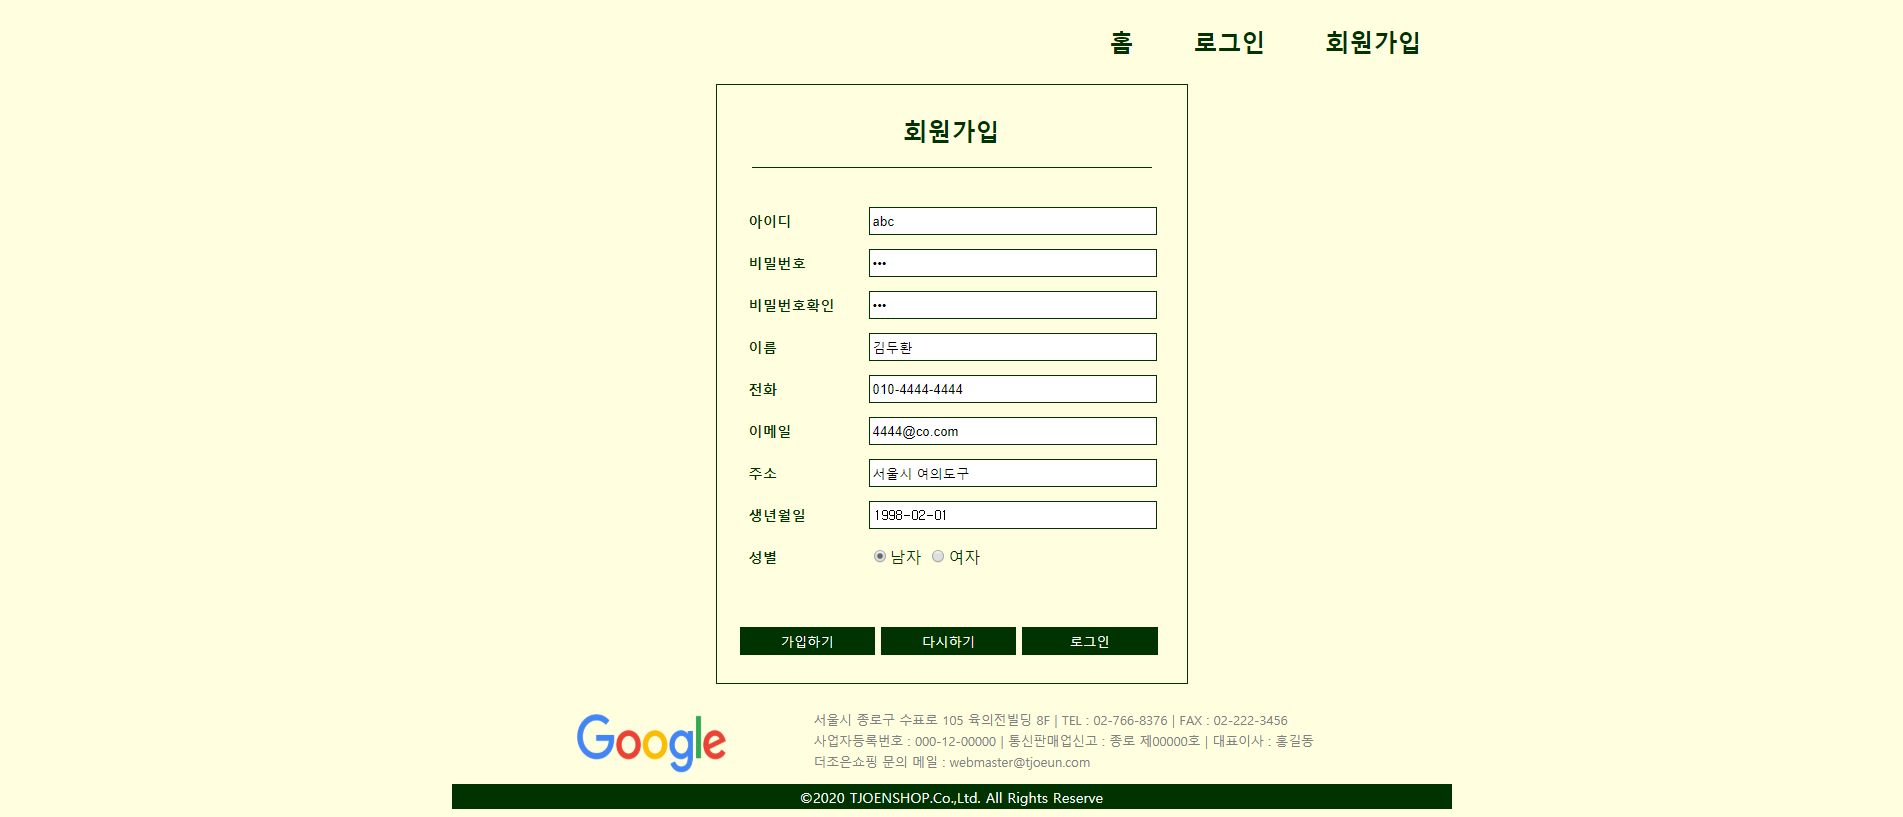 홈 로그인 회원가입
회원가입
아이디 abc
비밀번호 •••
비밀번호확인 •••
이름 김두환
전화 010-4444-4444
이메일 4444@co.com
주소 서울시 여의도구
생년월일 1998-02-01
성별 남자 여자
가입하기 다시하기 로그인
Google
서울시 종로구 수표로 105 육의전빌딩 8F | TEL : 02-766-8376 | FAX : 02-222-3456
사업자등록번호 : 000-12-00000 | 통신판매업신고 : 종로 제00000호 | 대표이사 : 홍길동
더조은쇼핑 문의 메일 : webmaster@tjoeun.com
©2020 TJOENSHOP.Co.,Ltd. All Rights Reserve